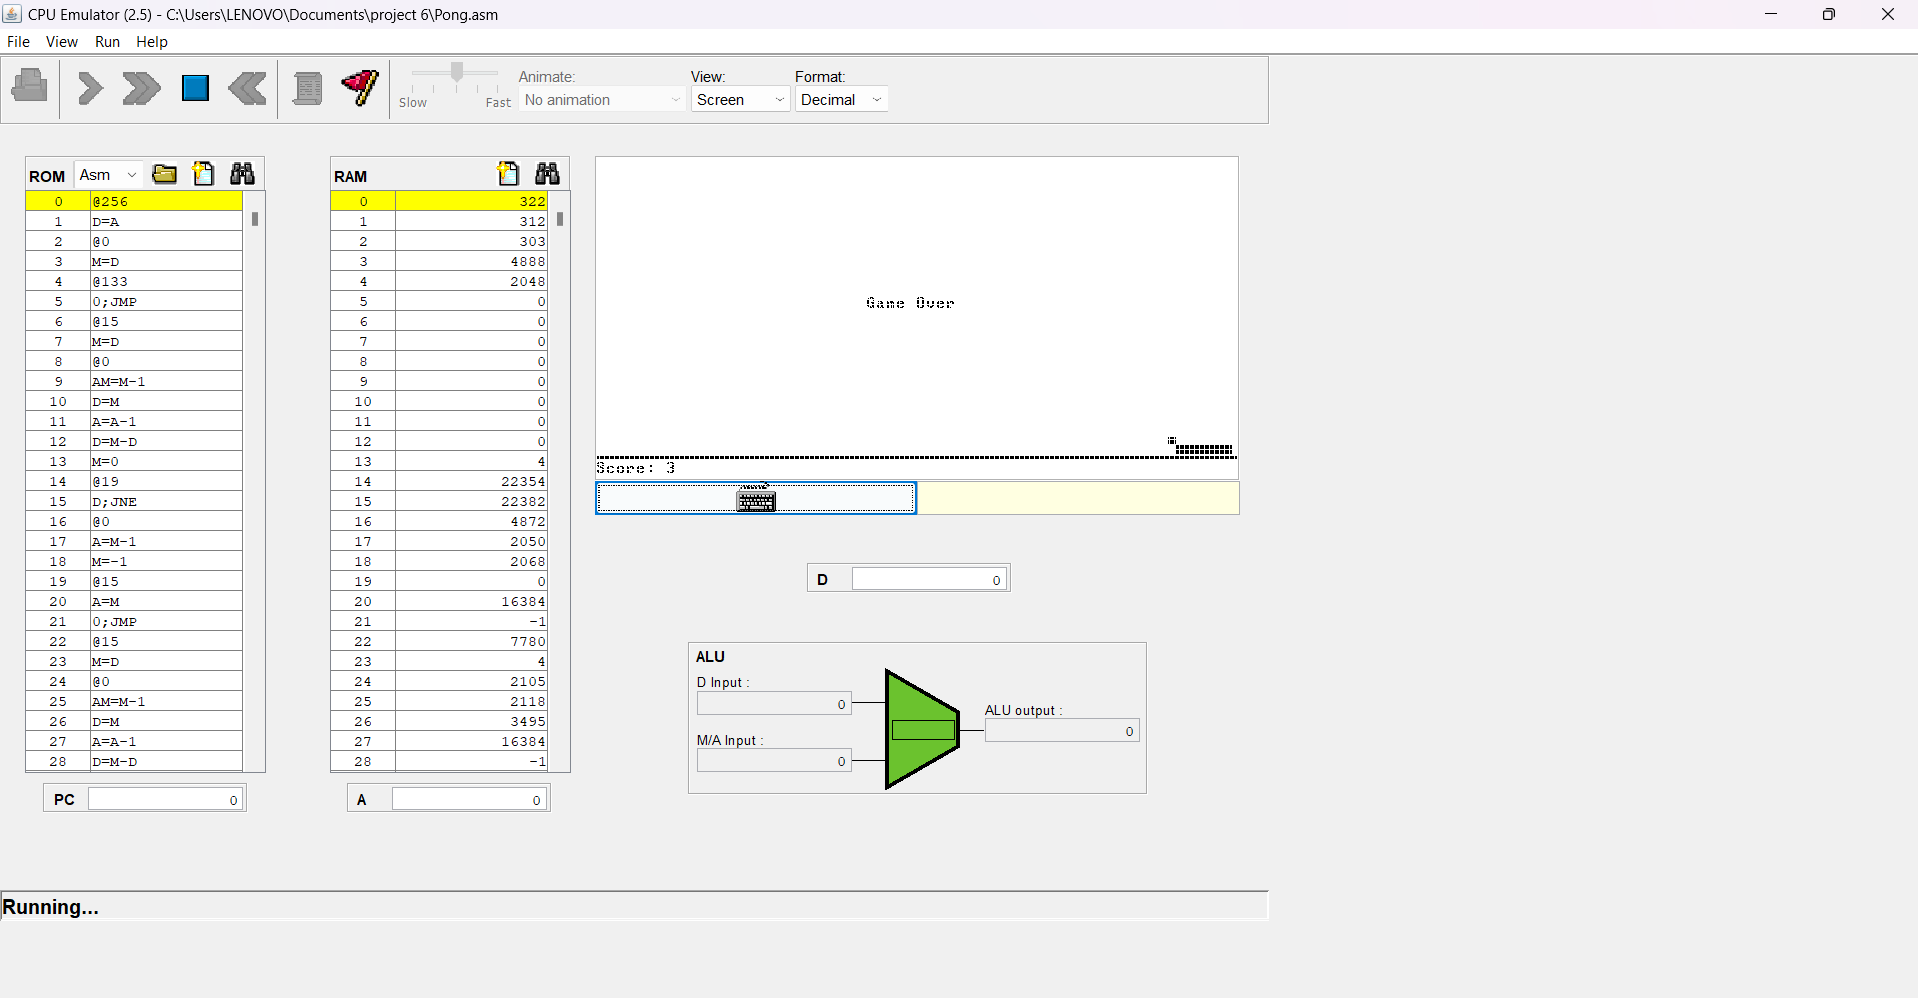 CPU Emulator (2.5) - C:\Users\LENOVO\Documents\project 6\Pong.asm
File View Run Help
Slow Fast
Animate:
No animation
View:
Screen
Format:
Decimal
ROM Asm
0 @256
1 D=A
2 @0
3 M=D
4 @133
5 0;JMP
6 @15
7 M=D
8 @0
9 AM=M-1
10 D=M
11 A=A-1
12 D=M-D
13 M=0
14 @19
15 D;JNE
16 @0
17 A=M-1
18 M=-1
19 @15
20 A=M
21 0;JMP
22 @15
23 M=D
24 @0
25 AM=M-1
26 D=M
27 A=A-1
28 D=M-D
PC 0
RAM
0 322
1 312
2 303
3 4888
4 2048
5 0
6 0
7 0
8 0
9 0
10 0
11 0
12 0
13 4
14 22354
15 22382
16 4872
17 2050
18 2068
19 0
20 16384
21 -1
22 7780
23 4
24 2105
25 2118
26 3495
27 16384
28 -1
A 0
Game Over
Score: 3
D 0
ALU
D Input :
0
M/A Input :
0
ALU output :
0
Running...